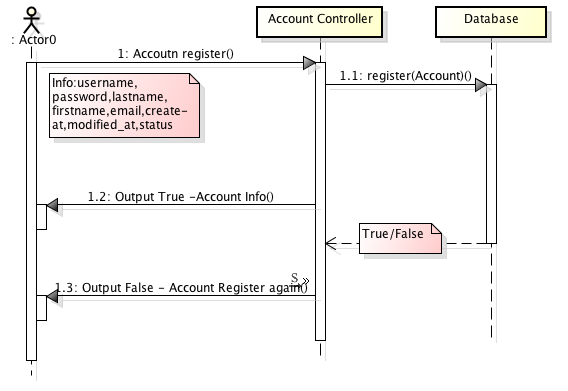 : Actor0
Account Controller
Database
1: Accoutn register()
1.1: register(Account)()
Info:username,
password,lastname,
firstname,email,create-
at,modified_at,status
1.2: Output True -Account Info()
True/False
S
1.3: Output False - Account Register again()